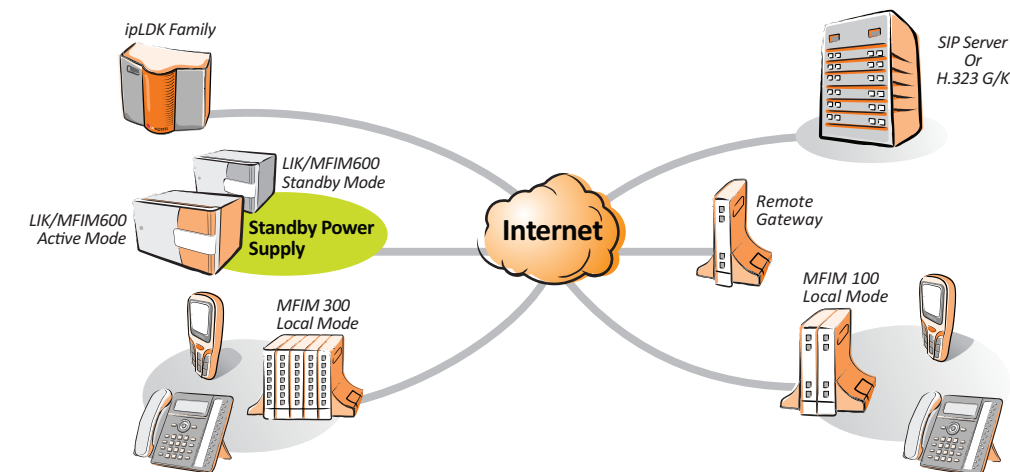 ipLDK Family
SIP Server
Or
H.323 G/K
LIK/MFIM600
Standby Mode
LIK/MFIM600
Active Mode
Standby Power
Supply
Internet
Remote
Gateway
MFIM 300
Local Mode
MFIM 100
Local Mode